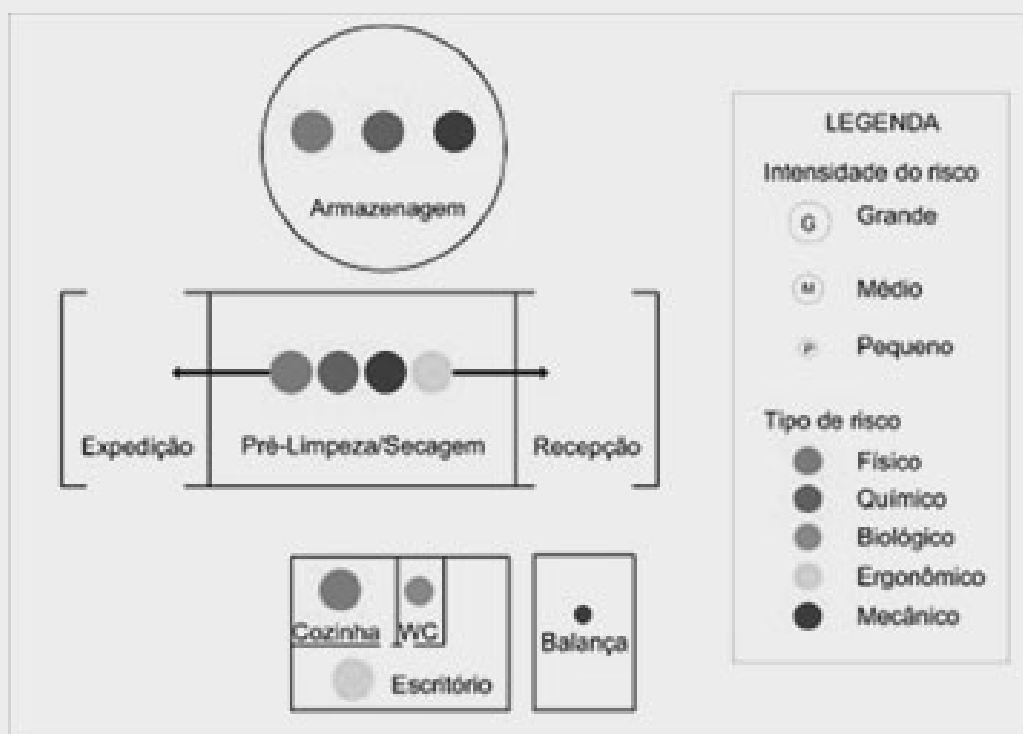 Armazenagem
Expedição
Pré-Limpeza/Secagem
Recepção
Cozinha
WC
Escritório
Balança
LEGENDA
Intensidade do risco
G Grande
M Médio
P Pequeno
Tipo de risco
Físico
Químico
Biológico
Ergonômico
Mecânico